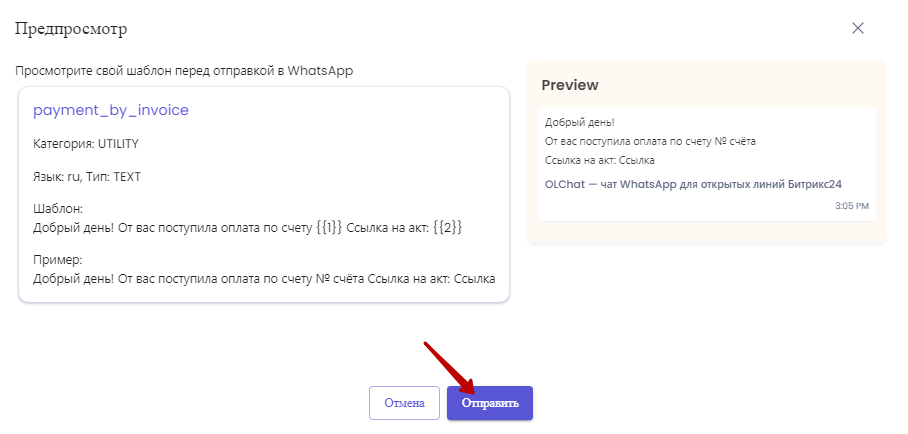 Предпросмотр
Просмотрите свой шаблон перед отправкой в WhatsApp
payment_by_invoice
Категория: UTILITY
Язык: ru, Тип: TEXT
Шаблон:
Добрый день! От вас поступила оплата по счету {{1}} Ссылка на акт: {{2}}
Пример:
Добрый день! От вас поступила оплата по счету № счёта Ссылка на акт: Ссылка
Preview
Добрый день!
От вас поступила оплата по счету № счёта
Ссылка на акт: Ссылка
OLChat — чат WhatsApp для открытых линий Битрикс24
3:05 PM
Отмена
Отправить